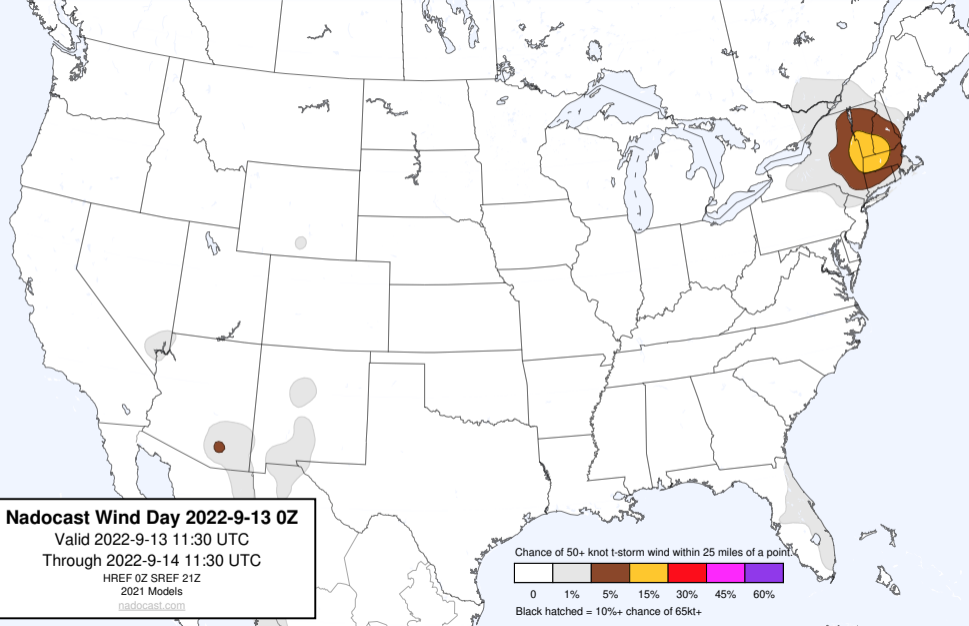 Nadocast Wind Day 2022-9-13 0Z
Valid 2022-9-13 11:30 UTC
Through 2022-9-14 11:30 UTC
HREF 0Z SREF 21Z
2021 Models
nadocast.com
Chance of 50+ knot t-storm wind within 25 miles of a point.
0 1% 5% 15% 30% 45% 60%
Black hatched = 10%+ chance of 65kt+